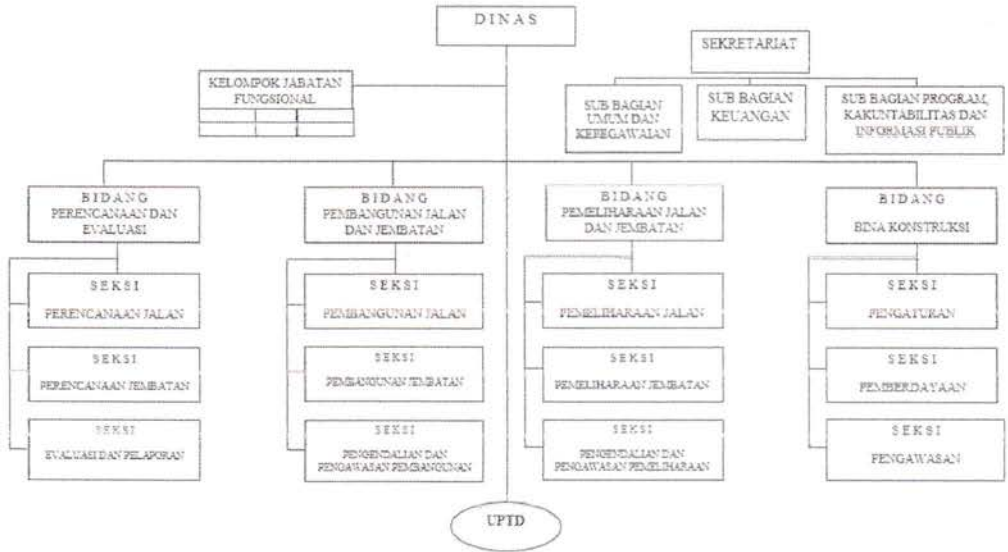 DINAS
SEKRETARIAT
KELOMPOK JABATAN
FUNGSIONAL
SUB BAGIAN
UMUM DAN
KEPEGAWAIAN
SUB BAGIAN
KEUANGAN
SUB BAGIAN PROGRAM,
KAKUNTABILITAS DAN
INFORMASI PUBLIK
BIDANG
PERENCANAAN DAN
EVALUASI
BIDANG
PEMBANGUNAN JALAN
DAN JEMBATAN
BIDANG
PEMELIHARAAN JALAN
DAN JEMBATAN
BIDANG
BINA KONSTRUKSI
SEKSI
PERENCANAAN JALAN
SEKSI
PEMBANGUNAN JALAN
SEKSI
PEMELIHARAAN JALAN
SEKSI
PENGATURAN
SEKSI
PERENCANAAN JEMBATAN
SEKSI
PEMBANGUNAN JEMBATAN
SEKSI
PEMELIHARAAN JEMBATAN
SEKSI
PEMBERDAYAAN
SEKSI
EVALUASI DAN PELAPORAN
SEKSI
PENGENDALIAN DAN
PENGAWASAN PEMBANGUNAN
SEKSI
PENGENDALIAN DAN
PENGAWASAN PEMELIHARAAN
SEKSI
PENGAWASAN
UPTD